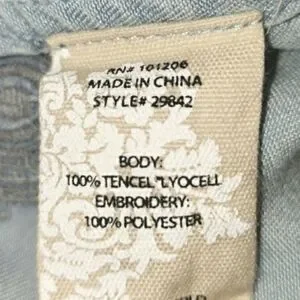 RN# 101206
MADE IN CHINA
STYLE# 29842
BODY:
100% TENCEL "LYOCELL
EMBROIDERY:
100% POLYESTER